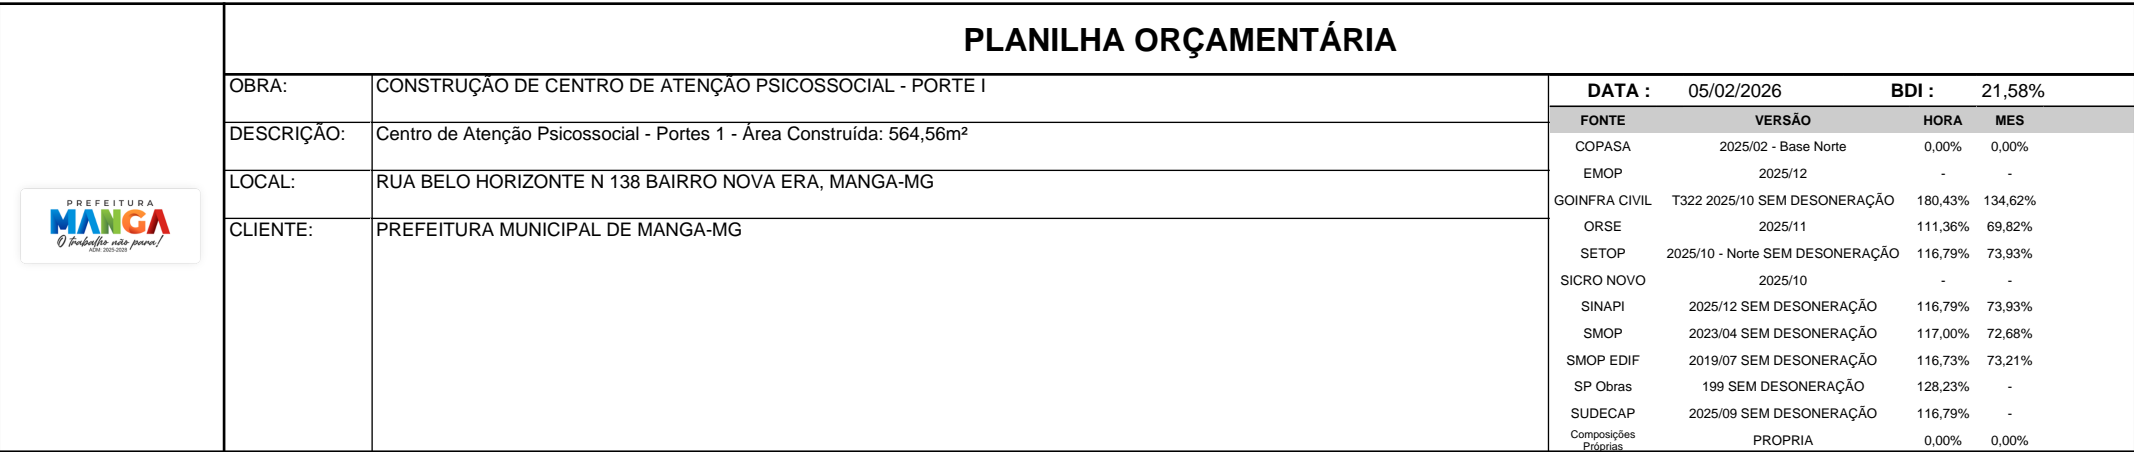 PLANILHA ORÇAMENTÁRIA
PREFEITURA
MANGA
O trabalho não para!
ADM: 2025-2028
OBRA: CONSTRUÇÃO DE CENTRO DE ATENÇÃO PSICOSSOCIAL - PORTE I
DESCRIÇÃO: Centro de Atenção Psicossocial - Portes 1 - Área Construída: 564,56m²
LOCAL: RUA BELO HORIZONTE N 138 BAIRRO NOVA ERA, MANGA-MG
CLIENTE: PREFEITURA MUNICIPAL DE MANGA-MG
DATA : 05/02/2026 BDI : 21,58%
FONTE VERSÃO HORA MES
COPASA 2025/02 - Base Norte 0,00% 0,00%
EMOP 2025/12 - -
GOINFRA CIVIL T322 2025/10 SEM DESONERAÇÃO 180,43% 134,62%
ORSE 2025/11 111,36% 69,82%
SETOP 2025/10 - Norte SEM DESONERAÇÃO 116,79% 73,93%
SICRO NOVO 2025/10 - -
SINAPI 2025/12 SEM DESONERAÇÃO 116,79% 73,93%
SMOP 2023/04 SEM DESONERAÇÃO 117,00% 72,68%
SMOP EDIF 2019/07 SEM DESONERAÇÃO 116,73% 73,21%
SP Obras 199 SEM DESONERAÇÃO 128,23% -
SUDECAP 2025/09 SEM DESONERAÇÃO 116,79% -
Composições
Próprias PROPRIA 0,00% 0,00%